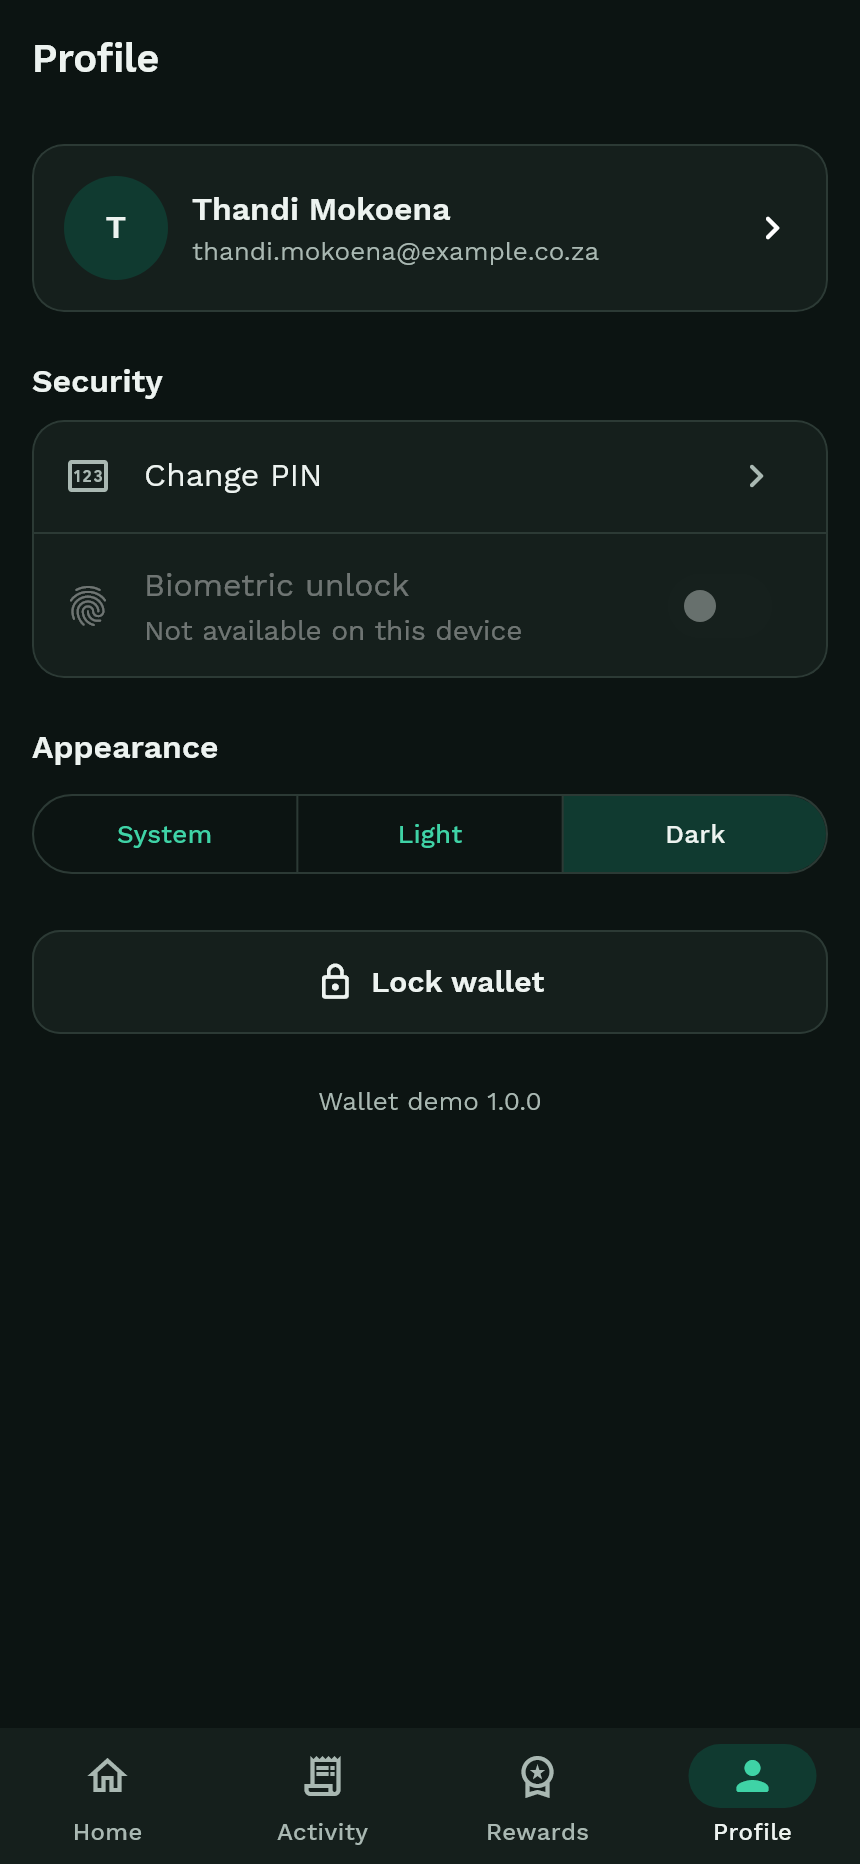 Profile
T
Thandi Mokoena
thandi.mokoena@example.co.za
Security
123
Change PIN
Biometric unlock
Not available on this device
Appearance
System
Light
Dark
Lock wallet
Wallet demo 1.0.0
Home
Activity
Rewards
Profile